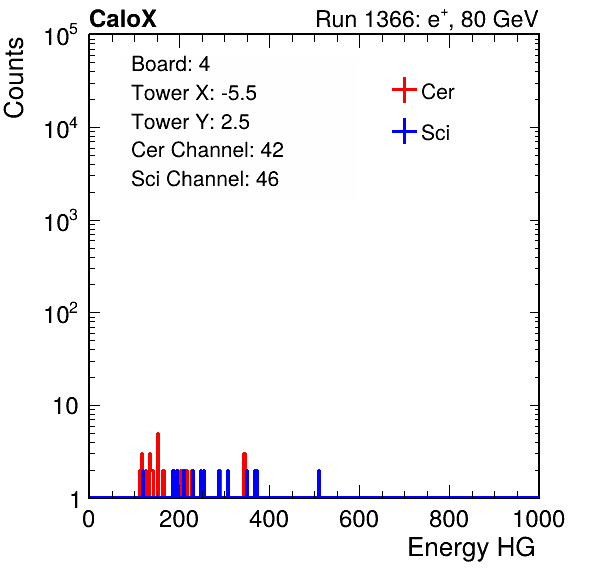 CaloX Run 1366: e⁺, 80 GeV
Counts
Board: 4
Tower X: -5.5
Tower Y: 2.5
Cer Channel: 42
Sci Channel: 46
Cer
Sci
10⁵
10⁴
10³
10²
10
1
0 200 400 600 800 1000
Energy HG